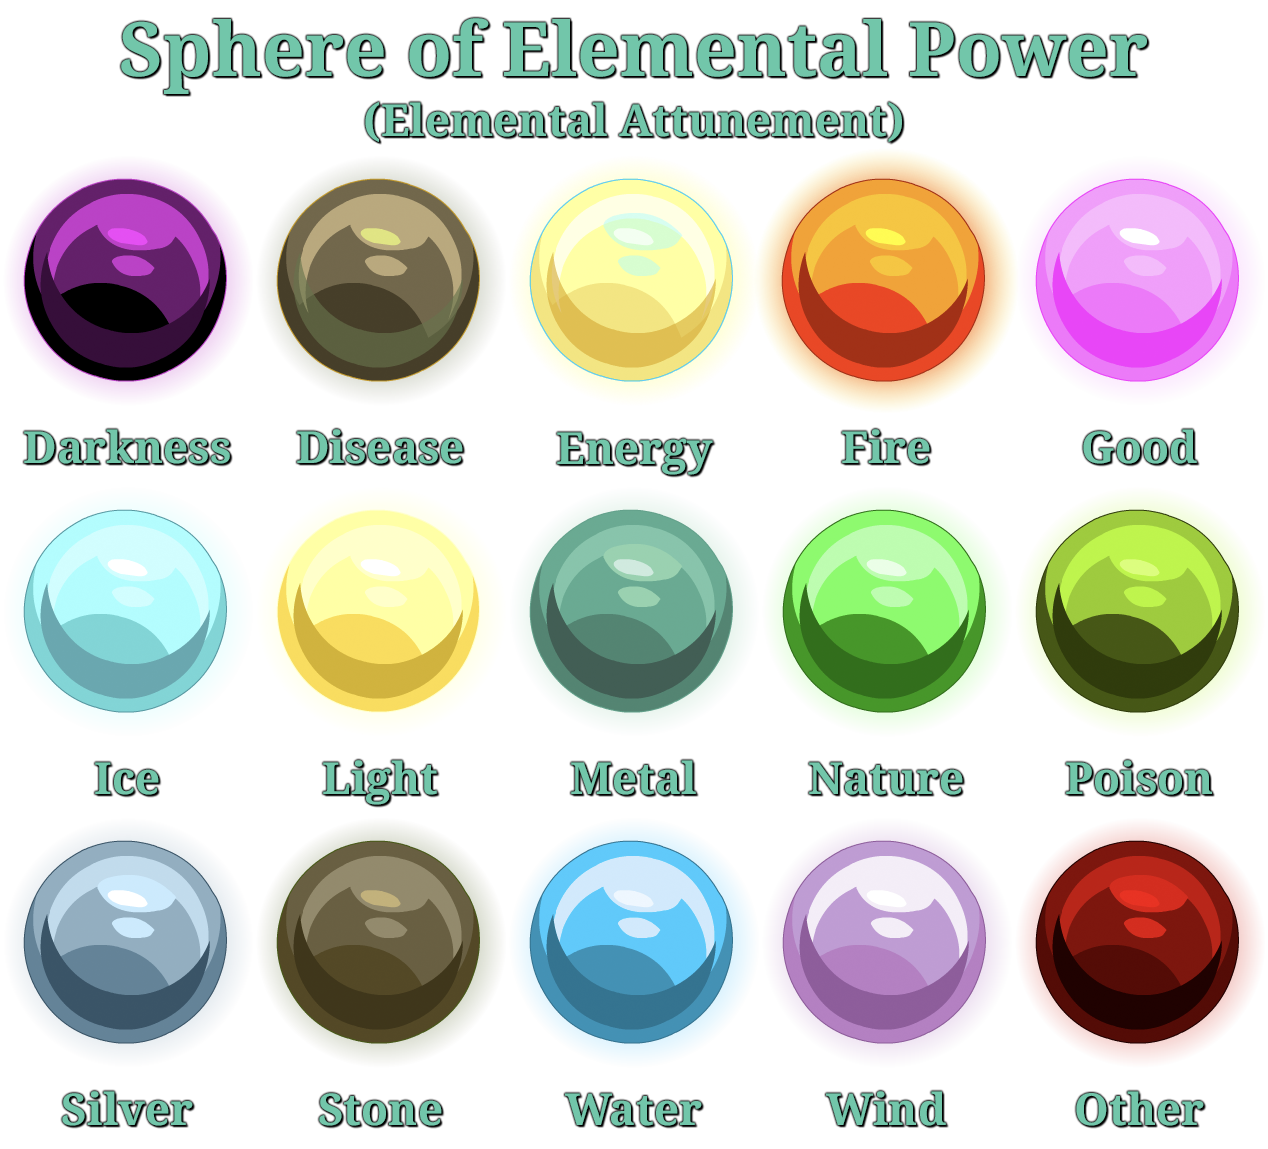 Sphere of Elemental Power
(Elemental Attunement)
Darkness Disease Energy Fire Good
Ice Light Metal Nature Poison
Silver Stone Water Wind Other